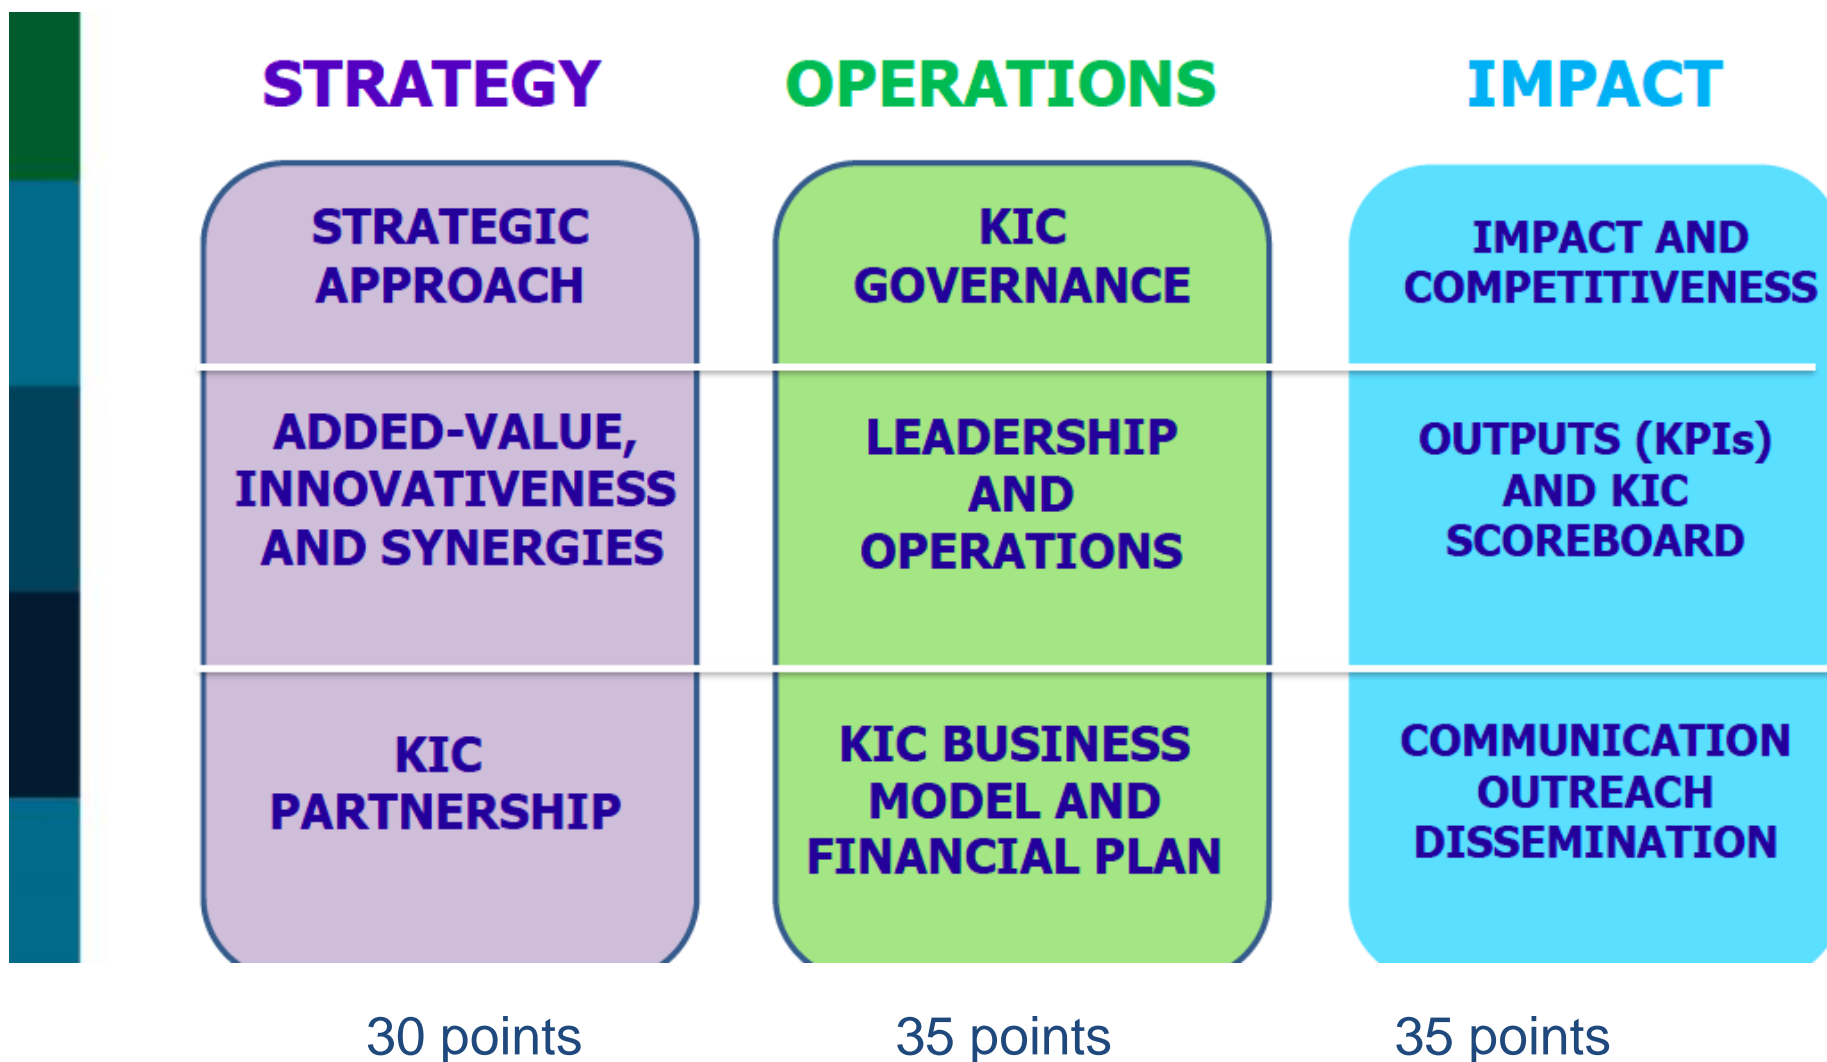 STRATEGY
OPERATIONS
IMPACT
STRATEGIC
APPROACH
KIC
GOVERNANCE
IMPACT AND
COMPETITIVENESS
ADDED-VALUE,
INNOVATIVENESS
AND SYNERGIES
LEADERSHIP
AND
OPERATIONS
OUTPUTS (KPIs)
AND KIC
SCOREBOARD
KIC
PARTNERSHIP
KIC BUSINESS
MODEL AND
FINANCIAL PLAN
COMMUNICATION
OUTREACH
DISSEMINATION
30 points
35 points
35 points